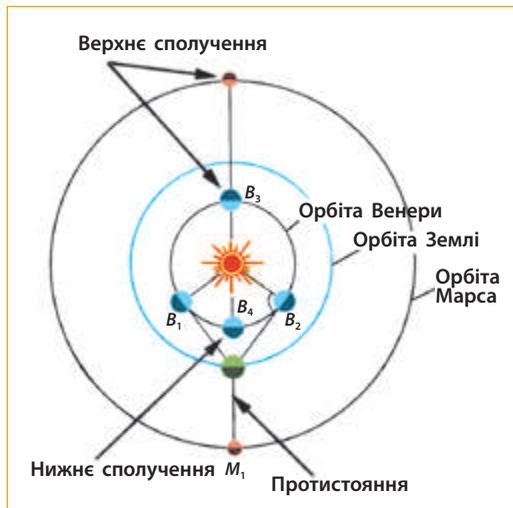 Верхнє сполучення
B3
Орбіта Венери
Орбіта Землі
Орбіта
Марса
B1
B4
B2
Нижнє сполучення M1
Протистояння